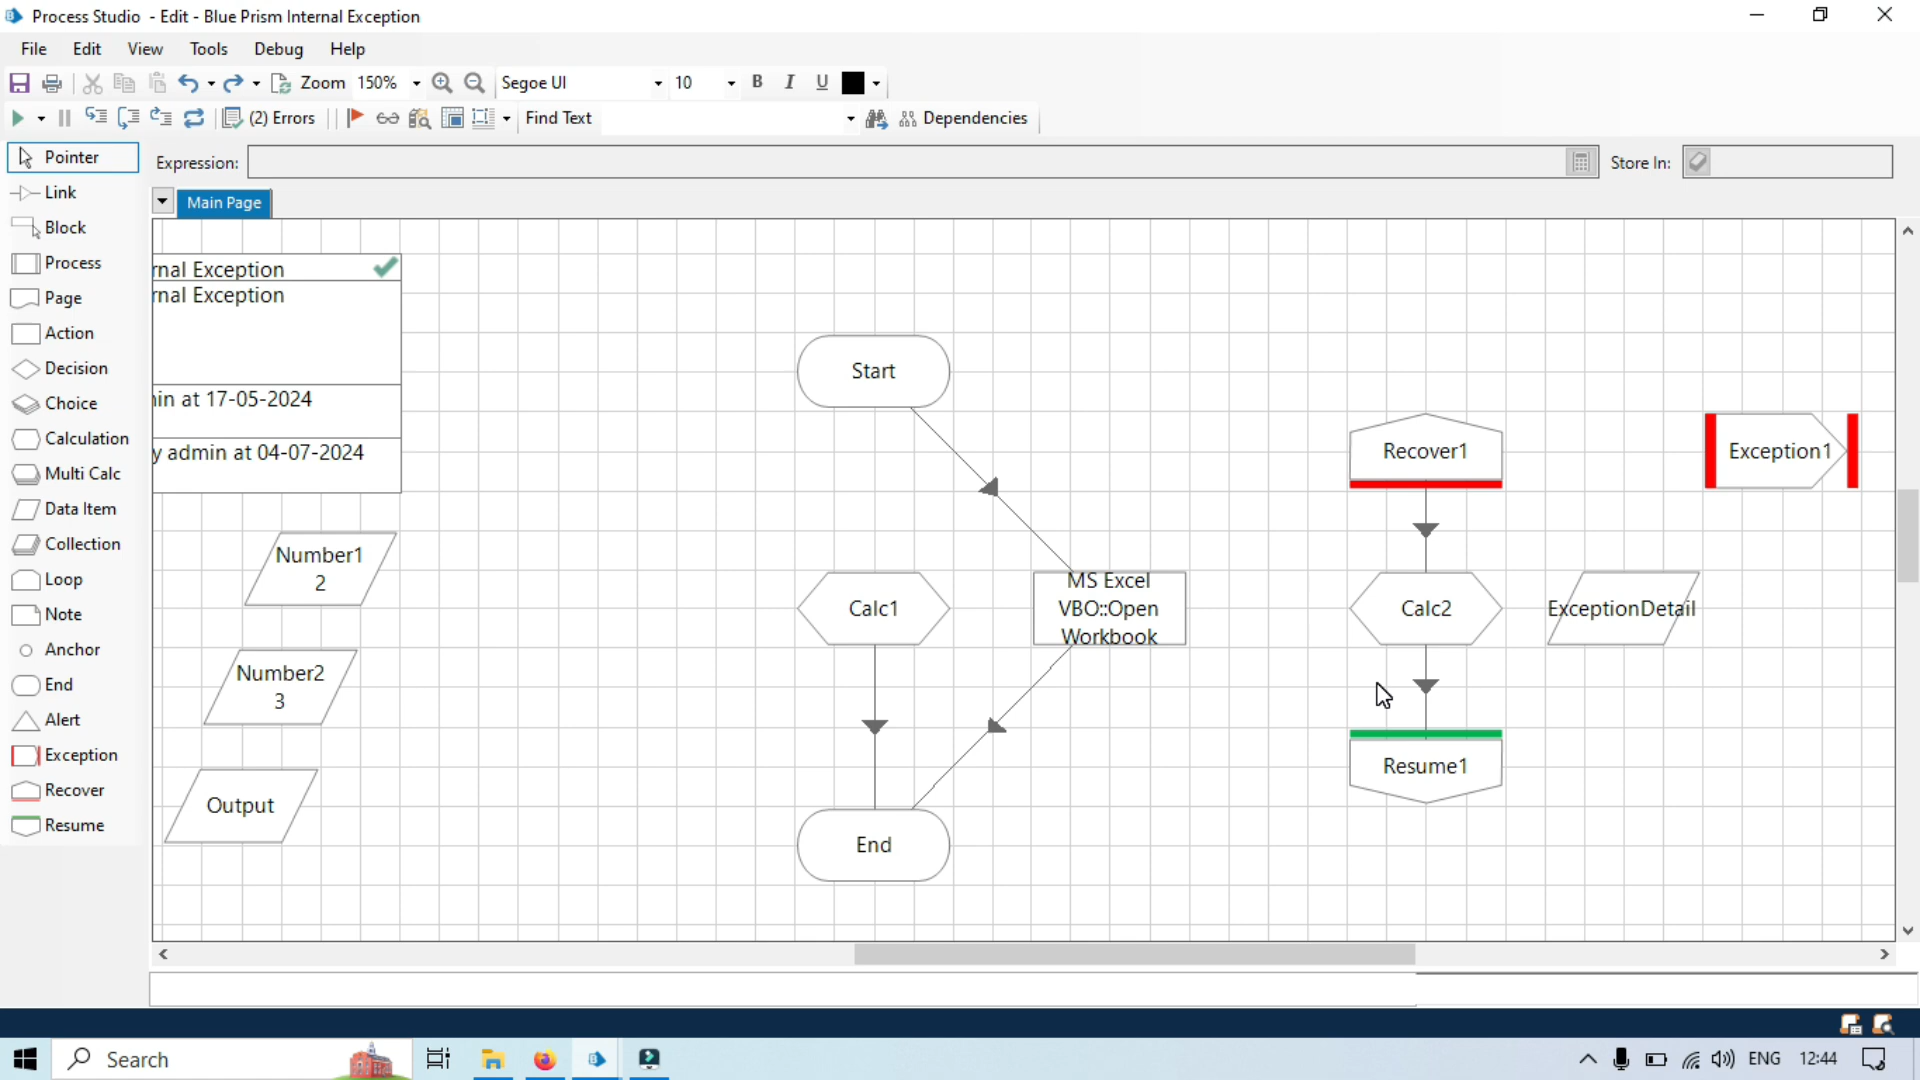 Process Studio - Edit - Blue Prism Internal Exception
File Edit View Tools Debug Help
Zoom 150% Segoe UI 10 B I U
(2) Errors Find Text Dependencies
Pointer
Link
Block
Process
Page
Action
Decision
Choice
Calculation
Multi Calc
Data Item
Collection
Loop
Note
Anchor
End
Alert
Exception
Recover
Resume
Expression: Store In:
Main Page
rnal Exception
rnal Exception
in at 17-05-2024
y admin at 04-07-2024
Number1
2
Number2
3
Output
Start
Calc1
MS Excel
VBO::Open
Workbook
End
Recover1
Calc2
Resume1
Exception1
ExceptionDetail
Search
ENG 12:44